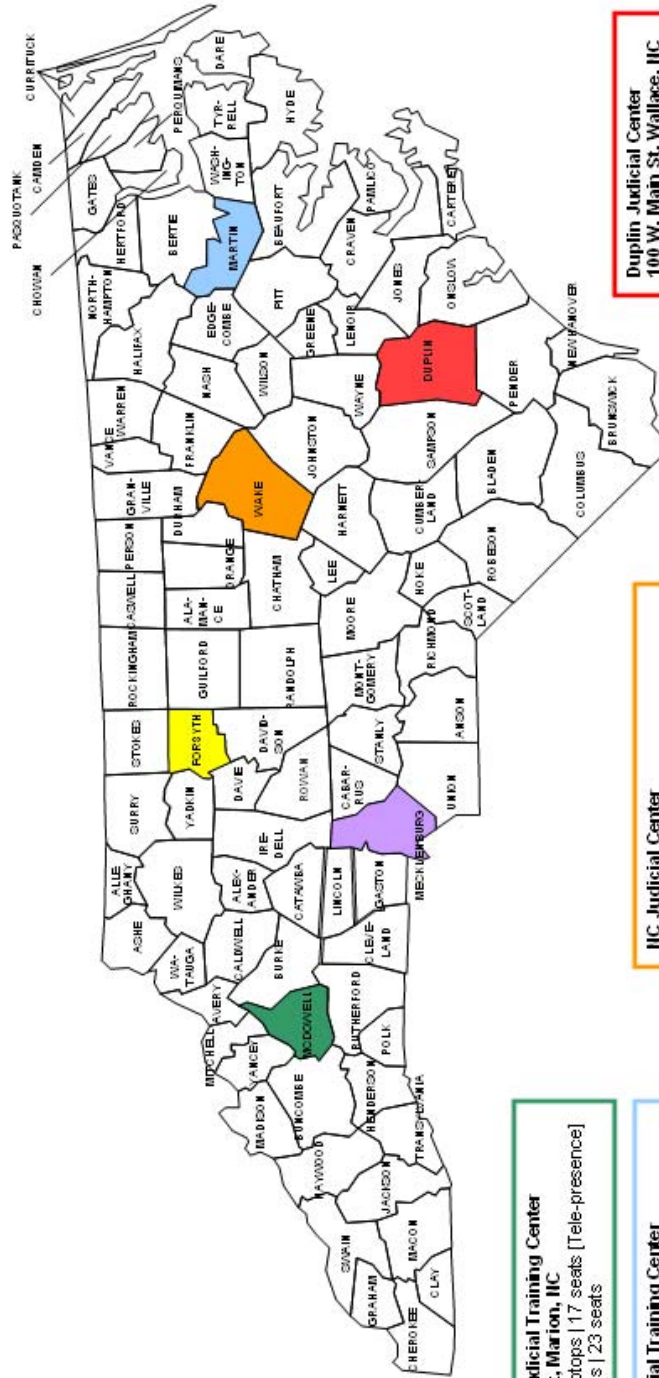 CURRITUCK
PASQUOTANK
CAMDEN
CHOWAN
PERQUIMANS
GATES
HERTFORD
NORTH-
HAMPTON
BERTIE
HALIFAX
WARREN
VANCE
GRAN-
VILLE
PERSON
CASWELL
ROCKINGHAM
STOKES
SURRY
ALLE-
GHANY
ASHE
WA-
TAUGA
WILKES
YADKIN
FORSYTH
GUILFORD
ALA-
MAN-
CE
ORANGE
DURHAM
FRANKLIN
NASH
EDGE-
COMBE
MARTIN
WASH-
ING-
TON
TYR-
RELL
DARE
HYDE
BEAUFORT
PITT
WILSON
WAKE
CHATHAM
RANDOLPH
DAVID-
SON
DAVIE
IRE-
DELL
ALEX-
ANDER
CALDWELL
AVERY
MITCHELL
YANCEY
MADISON
BUNCOMBE
MCDOWELL
BURKE
CATAWBA
ROWAN
HAYWOOD
SWAIN
GRAHAM
CHEROKEE
CLAY
MACON
JACKSON
TRANSYLVANIA
HENDERSON
POLK
RUTHERFORD
CLEVE-
LAND
LINCOLN
GASTON
MECKLENBURG
CABAR-
RUS
STANLY
UNION
ANSON
MONT-
GOMERY
RICHMOND
MOORE
LEE
HARNETT
JOHNSTON
WAYNE
GREENE
LENOIR
CRAVEN
PAMLICO
CARTERET
JONES
ONSLOW
DUPLIN
SAMPSON
CUMBER-
LAND
HOKE
SCOT-
LAND
ROBESON
BLADEN
PENDER
NEW HANOVER
BRUNSWICK
COLUMBUS
dicial Training Center
, Marion, NC
ptops | 17 seats [Tele-presence]
s | 23 seats
cial Training Center
NC Judicial Center
Duplin Judicial Center
100 W. Main St. Wallace, NC